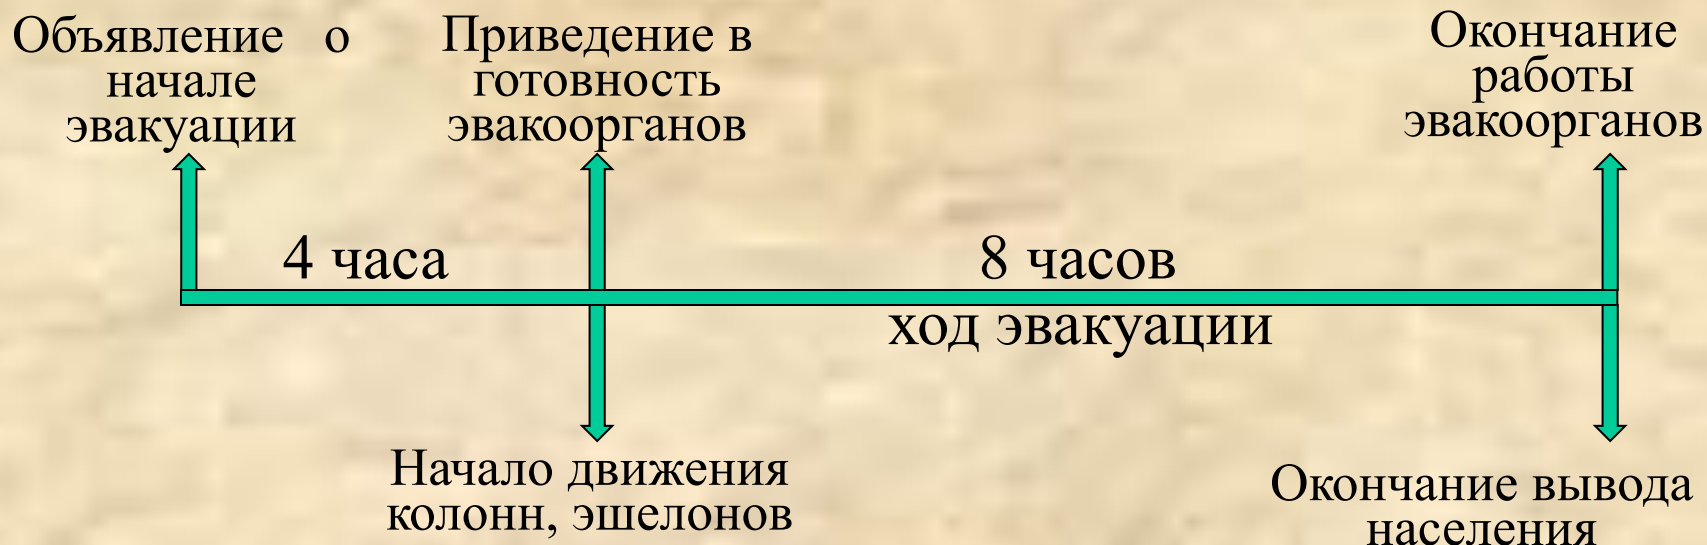 Объявление о
начале
эвакуации
Приведение в
готовность
эвакоорганов
Окончание
работы
эвакоорганов
4 часа
8 часов
ход эвакуации
Начало движения
колонн, эшелонов
Окончание вывода
населения